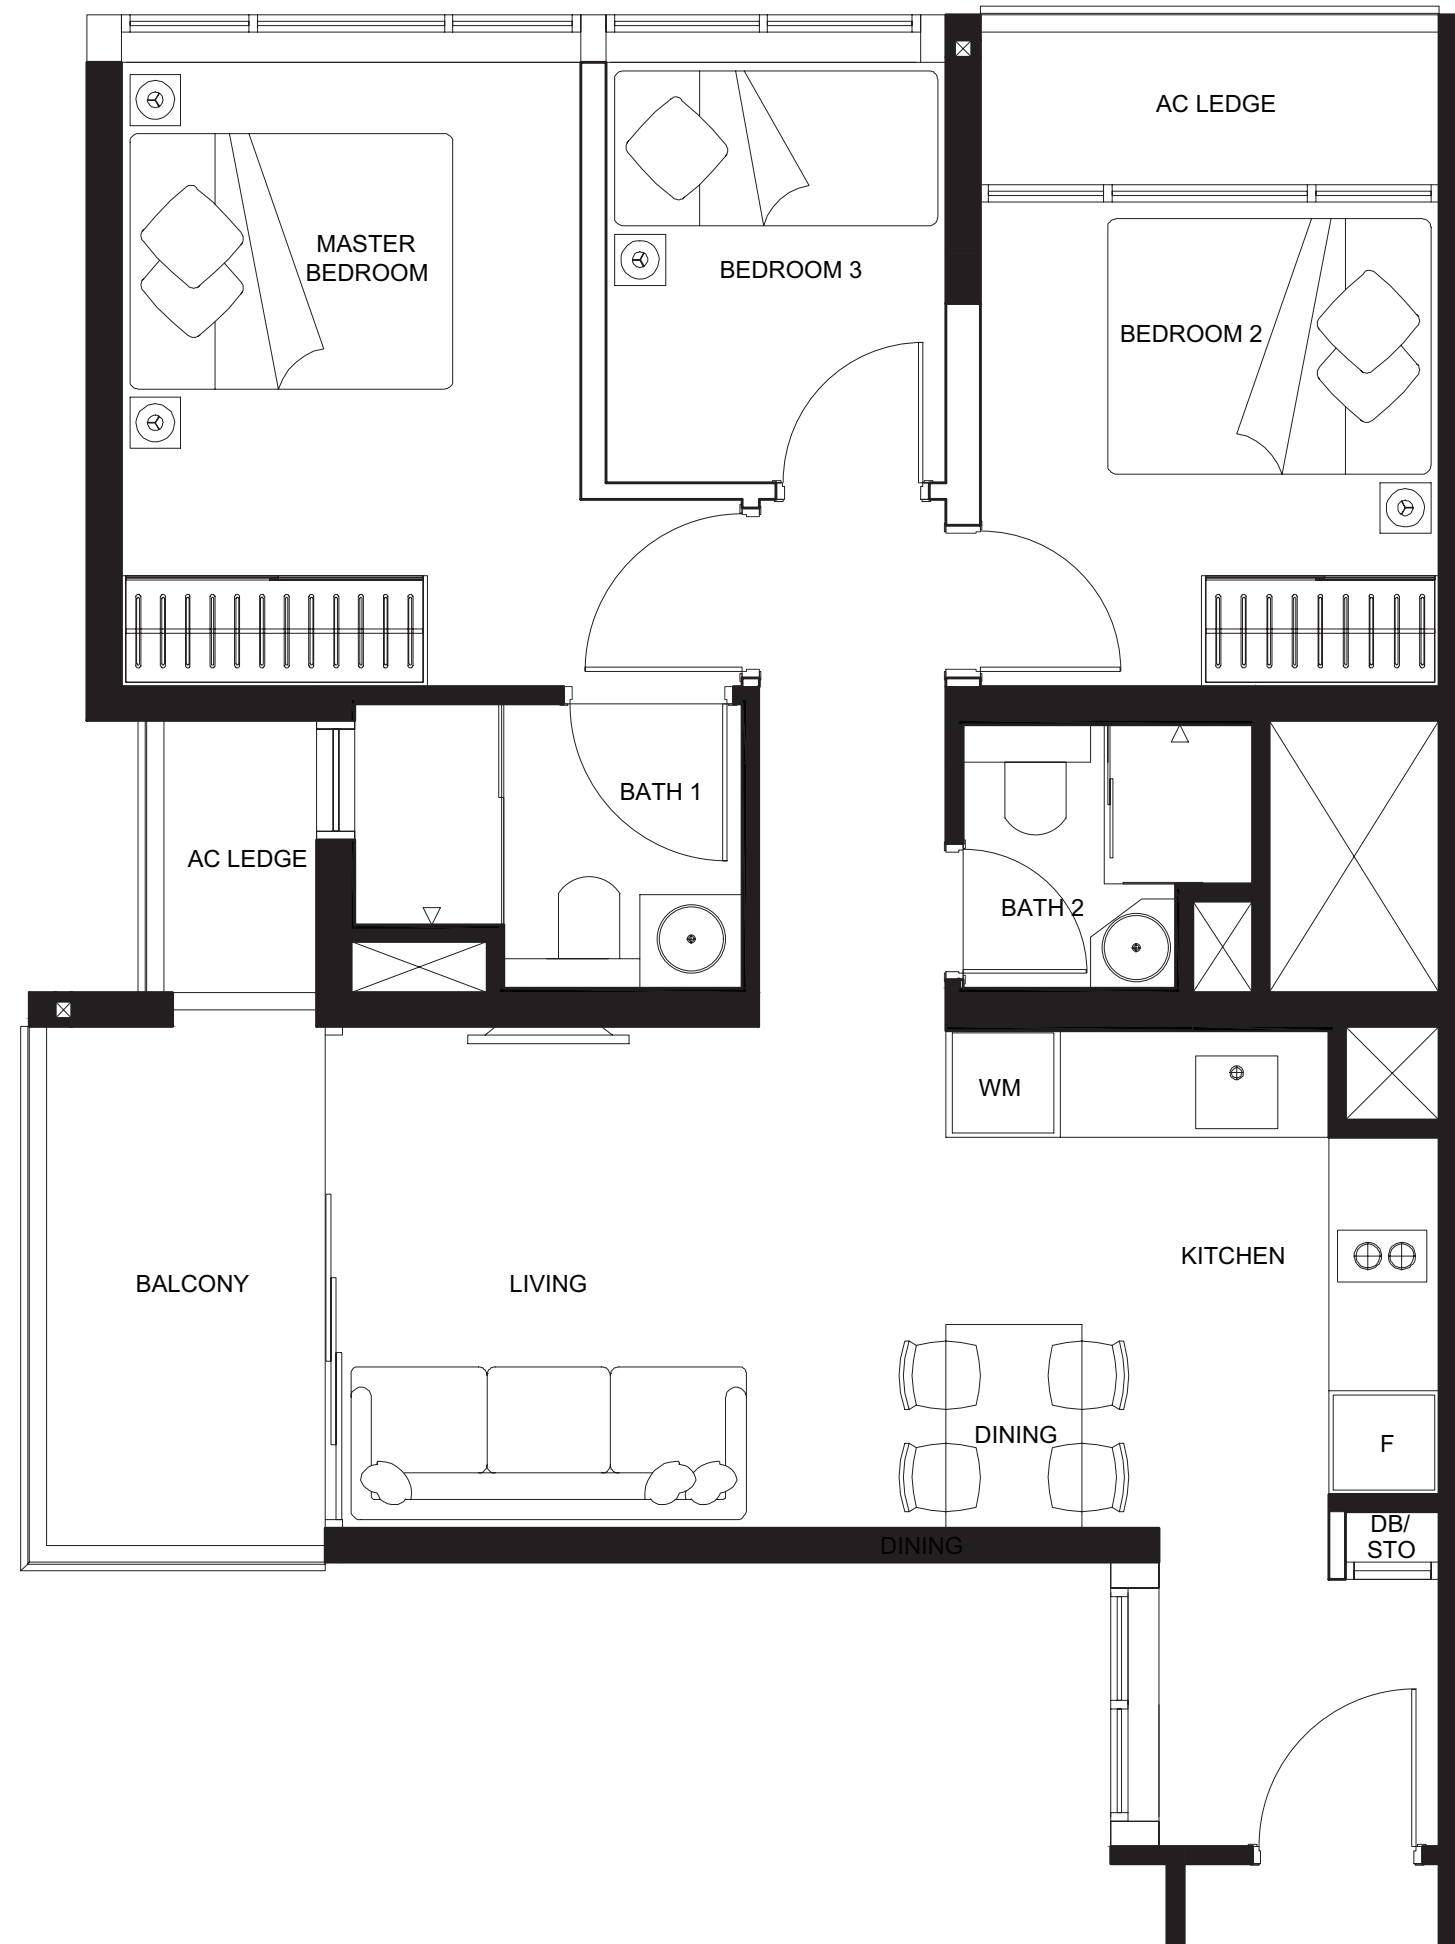 AC LEDGE
MASTER
BEDROOM
BEDROOM 3
BEDROOM 2
BATH 1
AC LEDGE
BATH 2
WM
KITCHEN
BALCONY
LIVING
DINING
F
DB/
STO
DINING